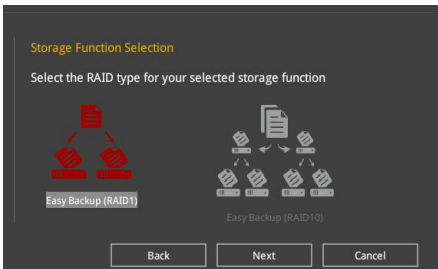 Storage Function Selection
Select the RAID type for your selected storage function
Easy Backup (RAID1)
Easy Backup (RAID10)
Back
Next
Cancel